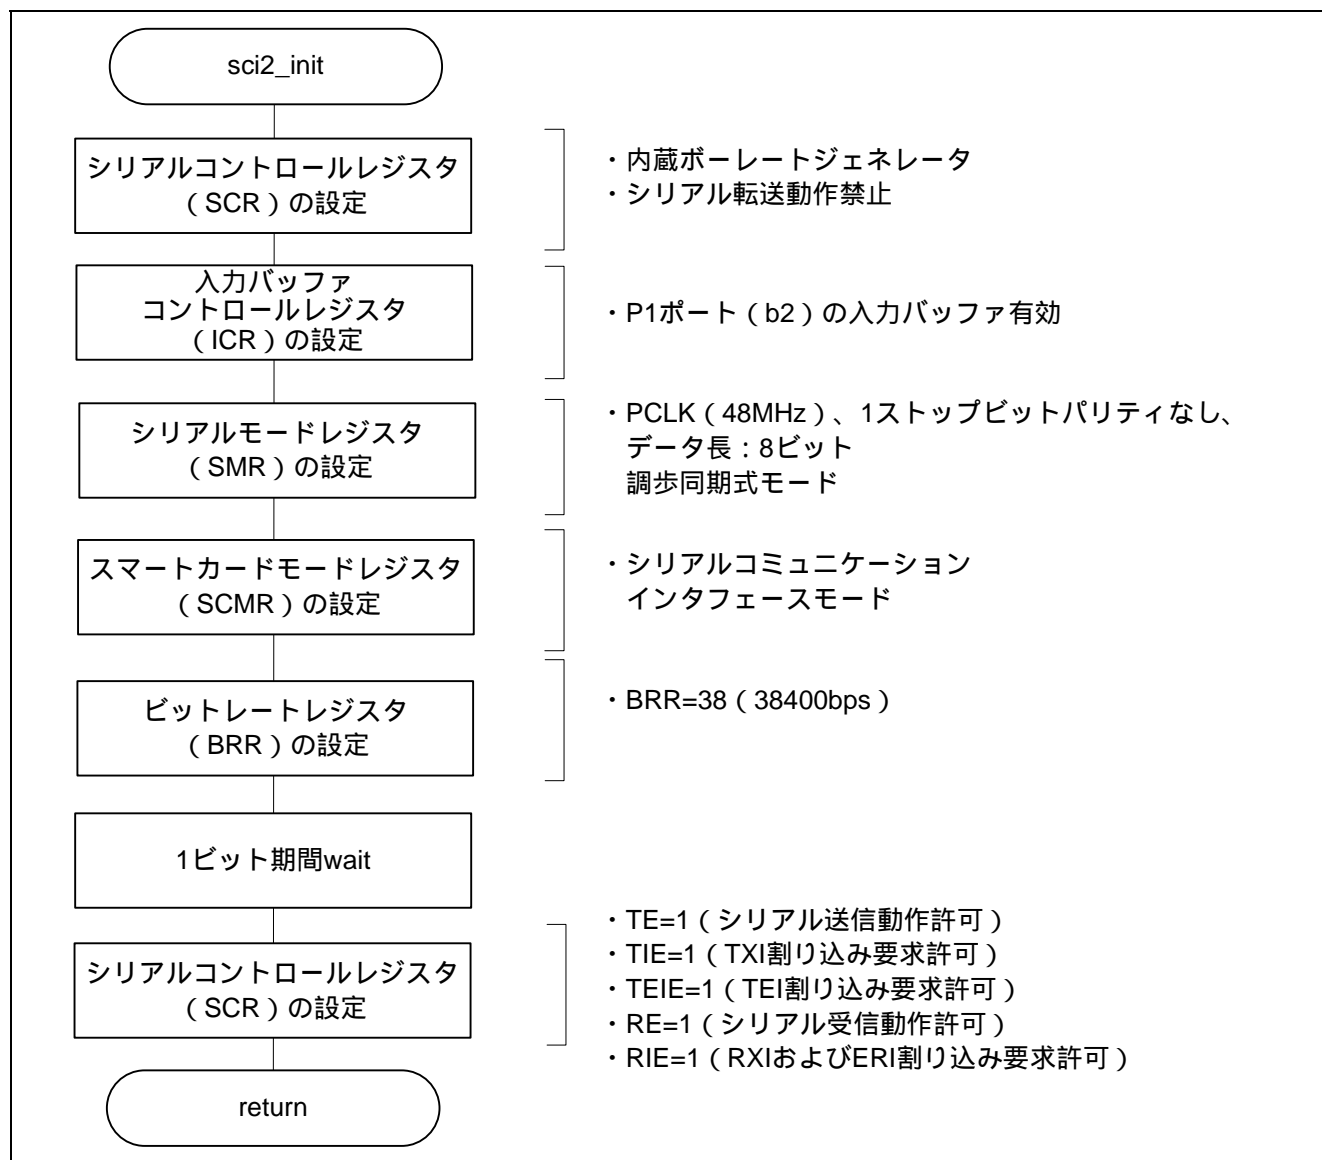 sci2_init
シリアルコントロールレジスタ
（SCR）の設定
・内蔵ボーレートジェネレータ
・シリアル転送動作禁止
入力バッファ
コントロールレジスタ
（ICR）の設定
・P1ポート（b2）の入力バッファ有効
シリアルモードレジスタ
（SMR）の設定
・PCLK（48MHz）、1ストップビットパリティなし、
データ長：8ビット
調歩同期式モード
スマートカードモードレジスタ
（SCMR）の設定
・シリアルコミュニケーション
インタフェースモード
ビットレートレジスタ
（BRR）の設定
・BRR=38（38400bps）
1ビット期間wait
シリアルコントロールレジスタ
（SCR）の設定
・TE=1（シリアル送信動作許可）
・TIE=1（TXI割り込み要求許可）
・TEIE=1（TEI割り込み要求許可）
・RE=1（シリアル受信動作許可）
・RIE=1（RXIおよびERI割り込み要求許可）
return